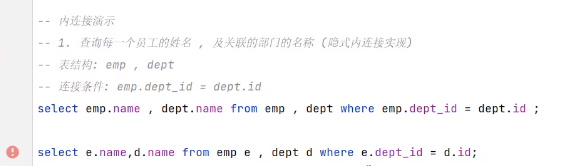 -- 内连接演示
-- 1. 查询每一个员工的姓名 , 及关联的部门的名称 (隐式内连接实现)
-- 表结构: emp , dept
-- 连接条件: emp.dept_id = dept.id
select emp.name , dept.name from emp , dept where emp.dept_id = dept.id ;
select e.name,d.name from emp e , dept d where e.dept_id = d.id;